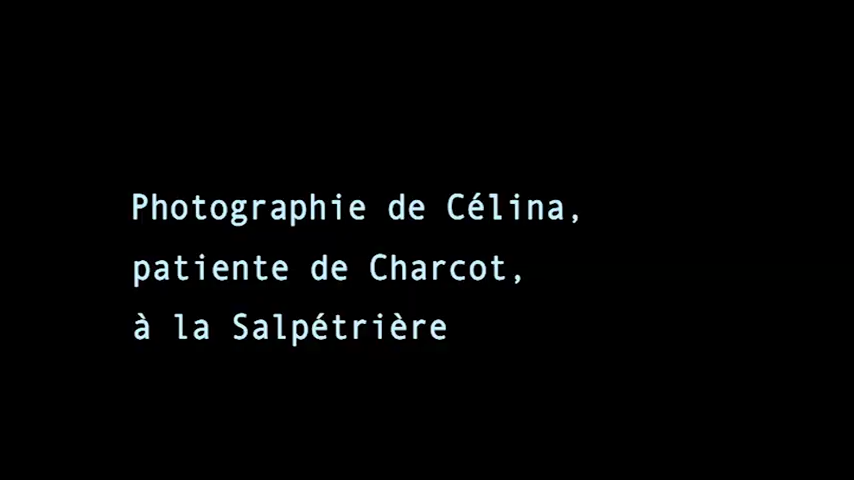 Photographie de Célina,
patiente de Charcot,
à la Salpétrière